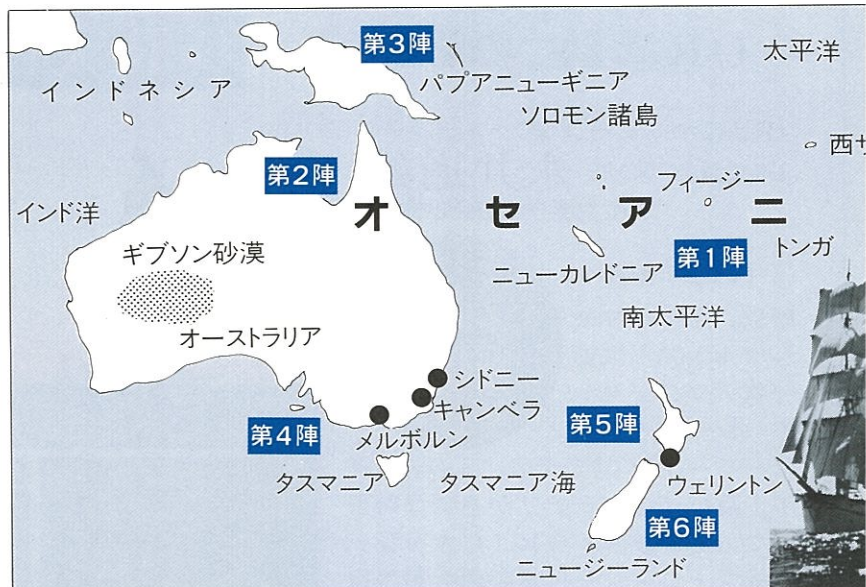 第3陣
太平洋
インドネシア
パプアニューギニア
ソロモン諸島
西サ
第2陣
フィージー
インド洋
オセアニ
ギブソン砂漠
ニューカレドニア
第1陣
トンガ
南太平洋
オーストラリア
シドニー
キャンベラ
第4陣
メルボルン
第5陣
タスマニア
タスマニア海
ウェリントン
第6陣
ニュージーランド